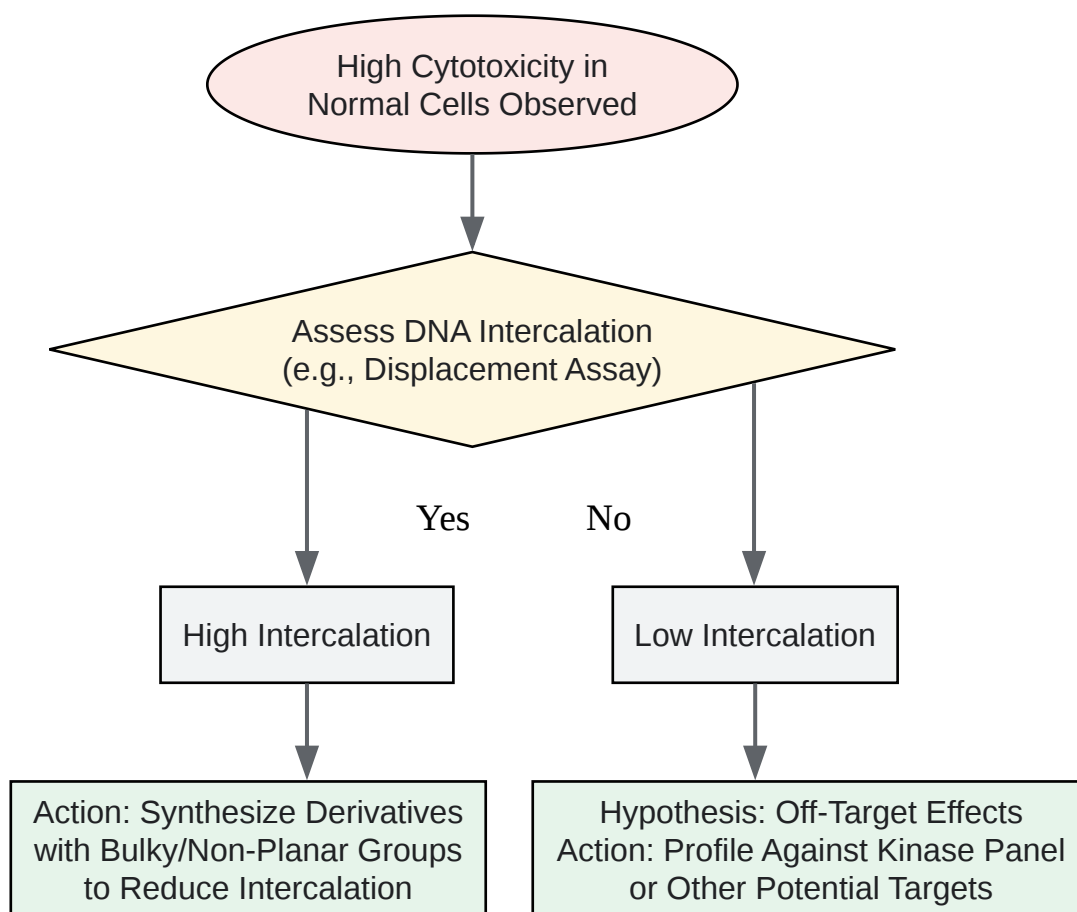 High Cytotoxicity in
Normal Cells Observed
Assess DNA Intercalation
(e.g., Displacement Assay)
Yes
No
High Intercalation
Low Intercalation
Action: Synthesize Derivatives
with Bulky/Non-Planar Groups
to Reduce Intercalation
Hypothesis: Off-Target Effects
Action: Profile Against Kinase Panel
or Other Potential Targets